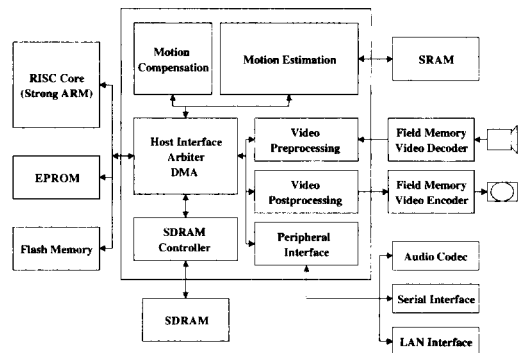 Motion
Compensation
Motion Estimation
SRAM
RISC Core
(Strong ARM)
Host Interface
Arbiter
DMA
Video
Preprocessing
Field Memory
Video Decoder
EPROM
Video
Postprocessing
Field Memory
Video Encoder
Flash Memory
SDRAM
Controller
Peripheral
Interface
Audio Codec
SDRAM
Serial Interface
LAN Interface